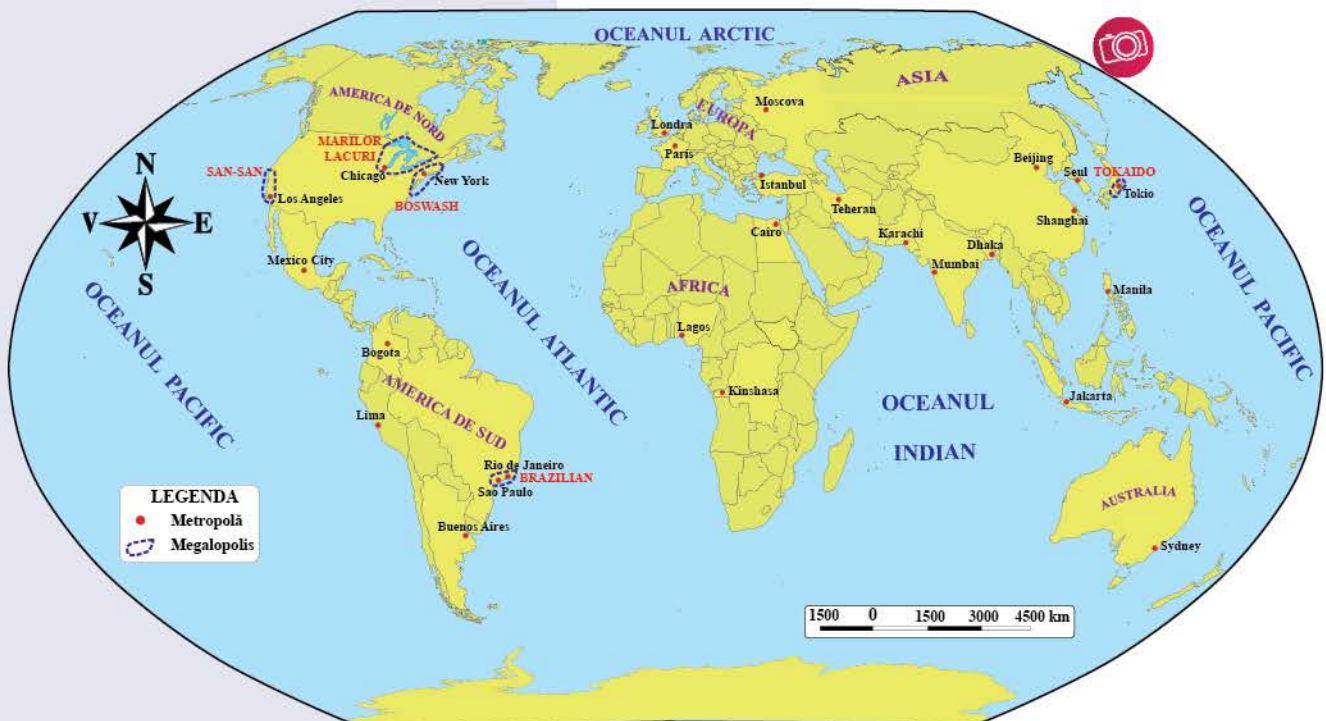 OCEANUL ARCTIC
ASIA
AMERICA DE NORD
EUROPA
Moscova
Londra
Paris
MARILOR
LACURI
Chicago
New York
BOSWASH
SAN-SAN
Los Angeles
Istanbul
Beijing
Seul
TOKAIDO
Tokio
Teheran
Shanghai
Cairo
Karachi
Dhaka
Mumbai
N
V
E
S
Mexico City
OCEANUL PACIFIC
OCEANUL ATLANTIC
AFRICA
Manila
OCEANUL PACIFIC
Lagos
Bogota
AMERICA DE SUD
Kinshasa
OCEANUL
INDIAN
Jakarta
Lima
Rio de Janeiro
BRAZILIAN
Sao Paulo
AUSTRALIA
Buenos Aires
Sydney
LEGENDA
Metropolă
Megalopolis
1500 0 1500 3000 4500 km